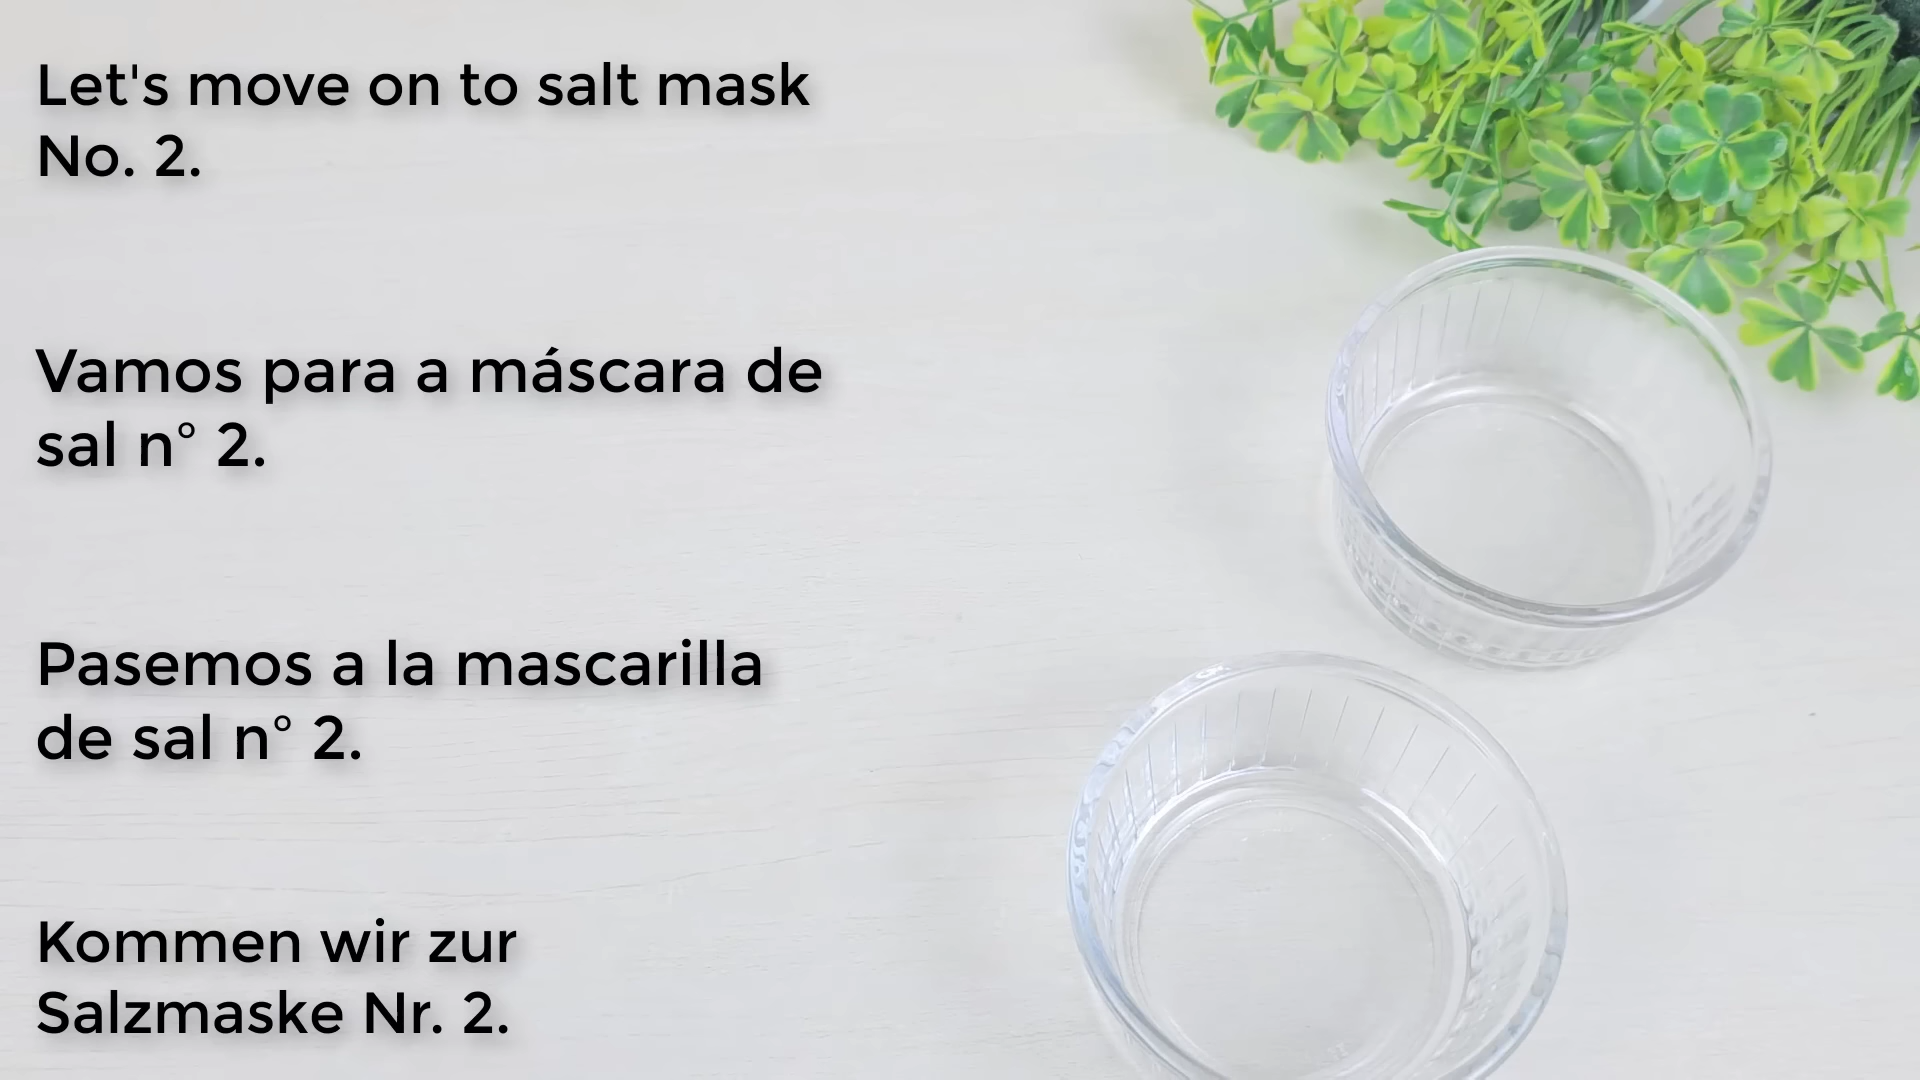 Let's move on to salt mask
No. 2.
Vamos para a máscara de
sal n° 2.
Pasemos a la mascarilla
de sal n° 2.
Kommen wir zur
Salzmaske Nr. 2.